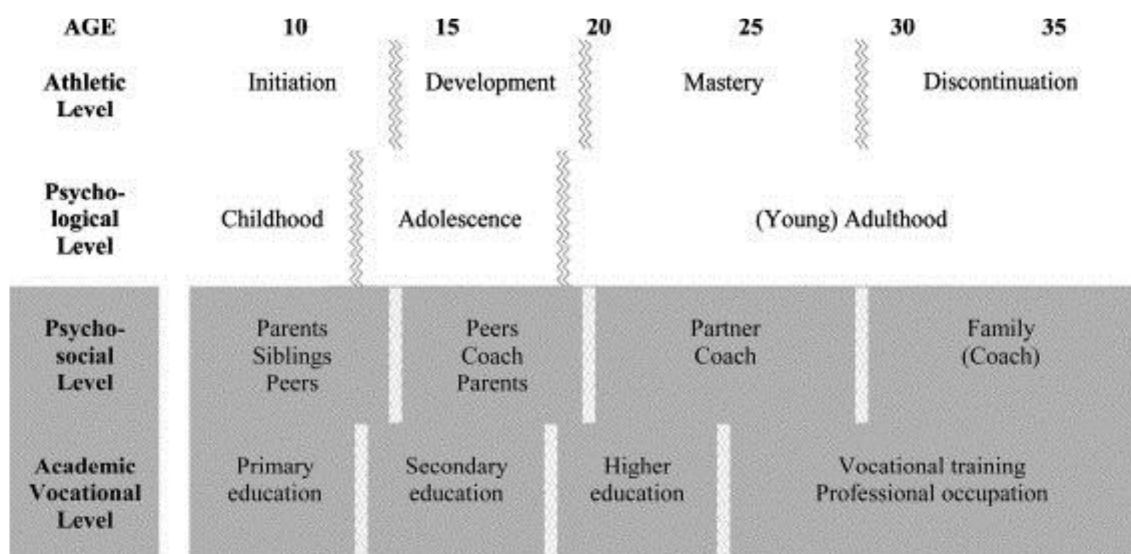 AGE 10 15 20 25 30 35
Athletic
Level
Initiation Development Mastery Discontinuation
Psycho-
logical
Level
Childhood Adolescence (Young) Adulthood
Psycho-
social
Level
Parents
Siblings
Peers
Peers
Coach
Parents
Partner
Coach
Family
(Coach)
Academic
Vocational
Level
Primary
education
Secondary
education
Higher
education
Vocational training
Professional occupation